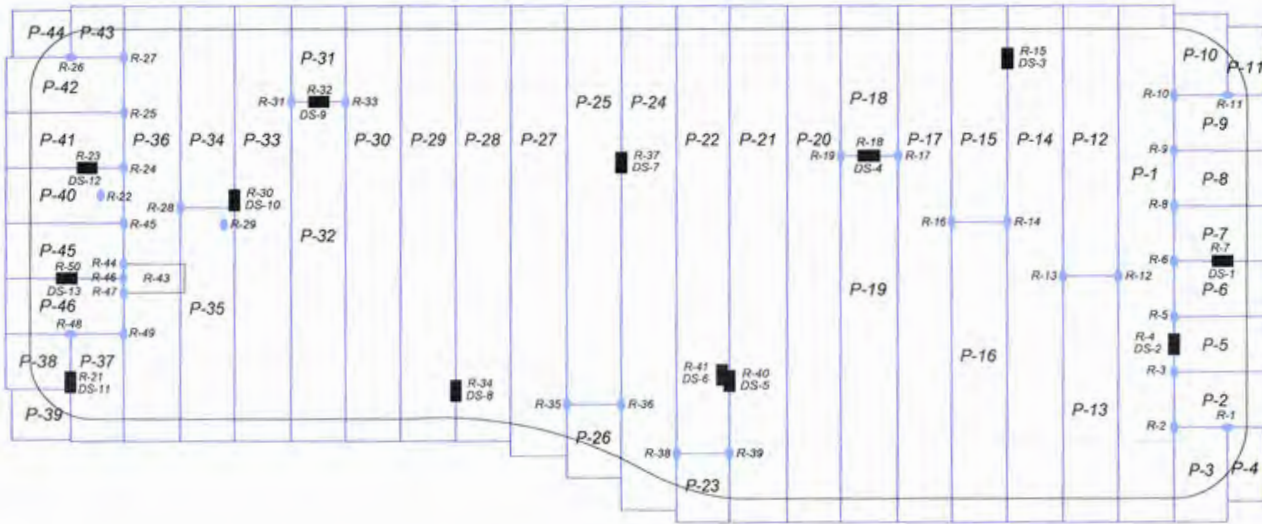 P-44 P-43
R-26 R-27
P-42
R-25
P-41 P-36 P-34 P-33
R-23
DS-12
R-24
P-40 R-22
R-28
R-30
DS-10
R-45 R-29
P-45
R-44
R-50
DS-13
R-46 R-43
R-47
P-46
P-35
R-48 R-49
P-38 P-37
R-21
DS-11
P-39
P-31
R-31 R-32 R-33
DS-9
P-32
P-30 P-29 P-28 P-27
R-34
DS-8
P-25 P-24
R-37
DS-7
R-35 R-36
P-26
P-22 P-21 P-20
R-41
DS-6
R-40
DS-5
R-38 R-39
P-23
P-18
R-19 R-18 R-17
DS-4
P-19
P-17 P-15 P-14 P-12
R-15
DS-3
R-16 R-14
R-13 R-12
P-16
P-13
P-10 P-11
R-10 R-11
P-9
R-9
P-1 P-8
R-8
P-7
R-7
DS-1
R-6
P-6
R-5
R-4
DS-2
P-5
R-3
P-2
R-2 R-1
P-3 P-4